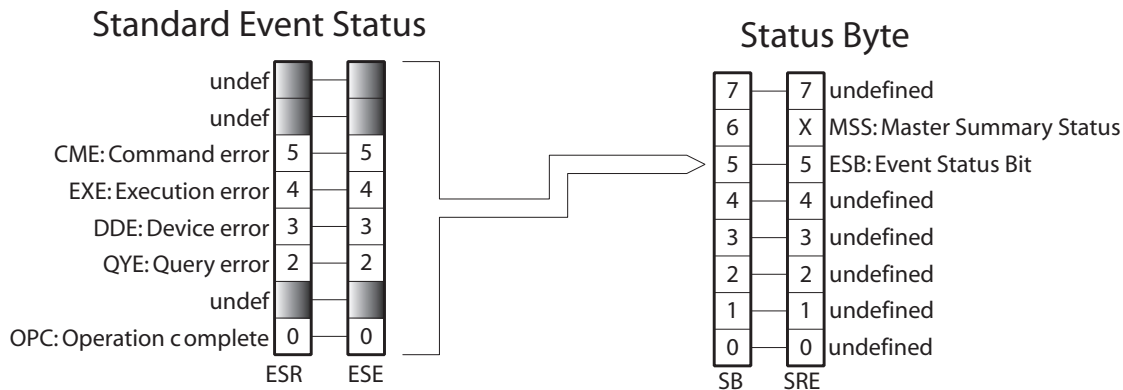 Standard Event Status
undef
undef
CME: Command error 5 5
EXE: Execution error 4 4
DDE: Device error 3 3
QYE: Query error 2 2
undef
OPC: Operation complete 0 0
ESR ESE
Status Byte
7 7 undefined
6 X MSS: Master Summary Status
5 5 ESB: Event Status Bit
4 4 undefined
3 3 undefined
2 2 undefined
1 1 undefined
0 0 undefined
SB SRE